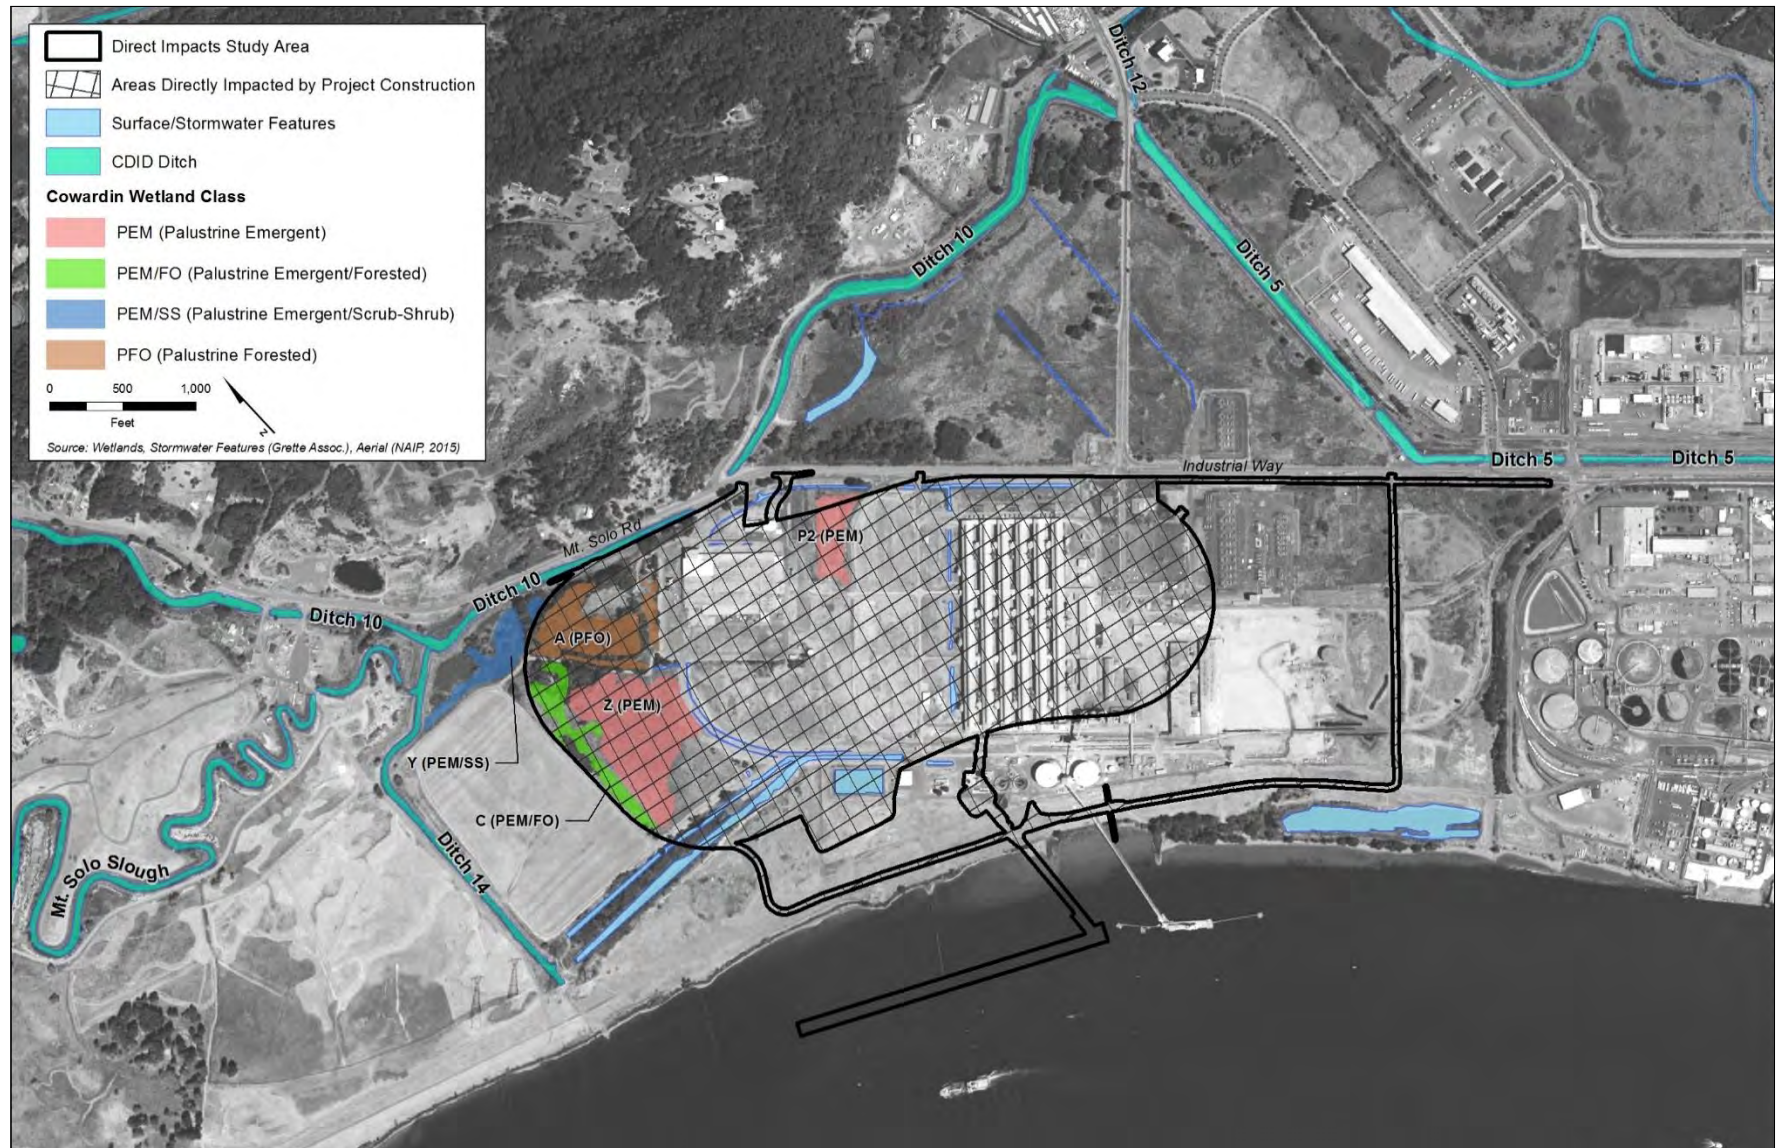 Direct Impacts Study Area
Areas Directly Impacted by Project Construction
Surface/Stormwater Features
CDID Ditch
Cowardin Wetland Class
PEM (Palustrine Emergent)
PEM/FO (Palustrine Emergent/Forested)
PEM/SS (Palustrine Emergent/Scrub-Shrub)
PFO (Palustrine Forested)
0 500 1,000
Feet
N
Source: Wetlands, Stormwater Features (Grette Assoc.), Aerial (NAIP, 2015)
Ditch 12
Ditch 10
Ditch 5
Ditch 5
Ditch 5
Industrial Way
Mt. Solo Rd
P2 (PEM)
Ditch 10
Ditch 10
A (PFO)
Z (PEM)
Y (PEM/SS)
C (PEM/FO)
Ditch 14
Mt. Solo Slough